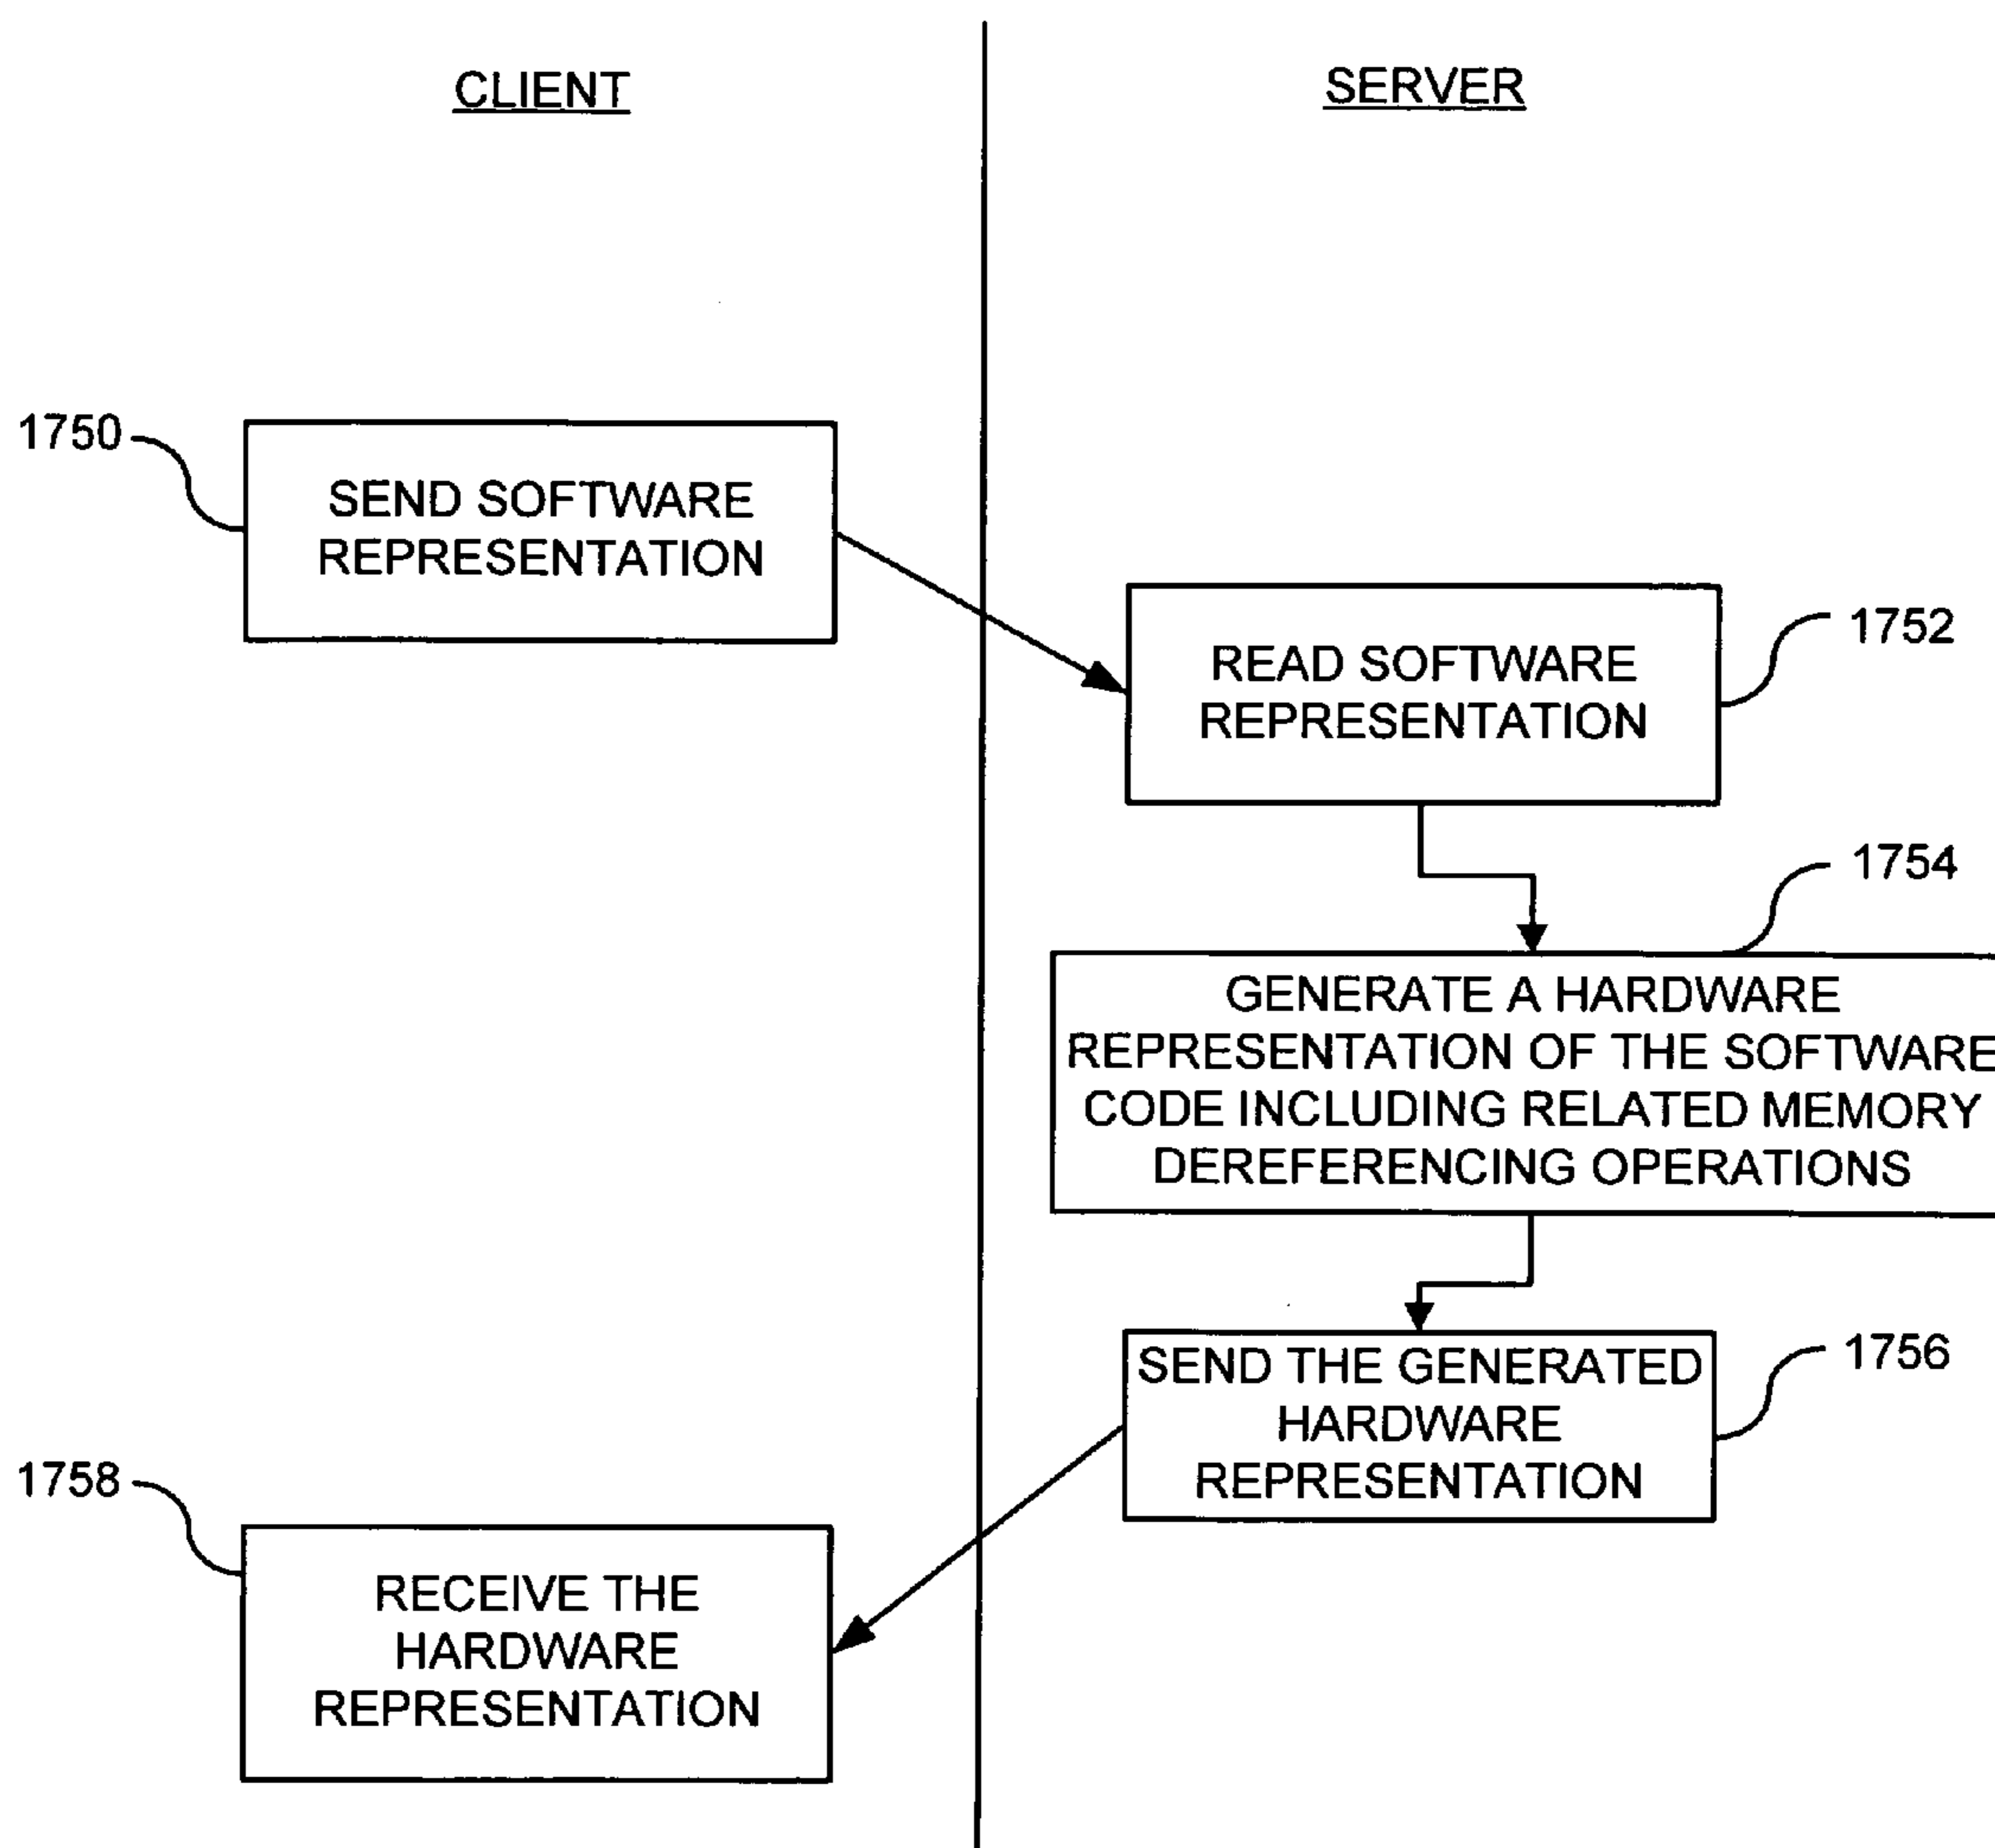 CLIENT
SERVER
1750
SEND SOFTWARE
REPRESENTATION
1752
READ SOFTWARE
REPRESENTATION
1754
GENERATE A HARDWARE
REPRESENTATION OF THE SOFTWARE
CODE INCLUDING RELATED MEMORY
DEREFERENCING OPERATIONS
1756
SEND THE GENERATED
HARDWARE
REPRESENTATION
1758
RECEIVE THE
HARDWARE
REPRESENTATION